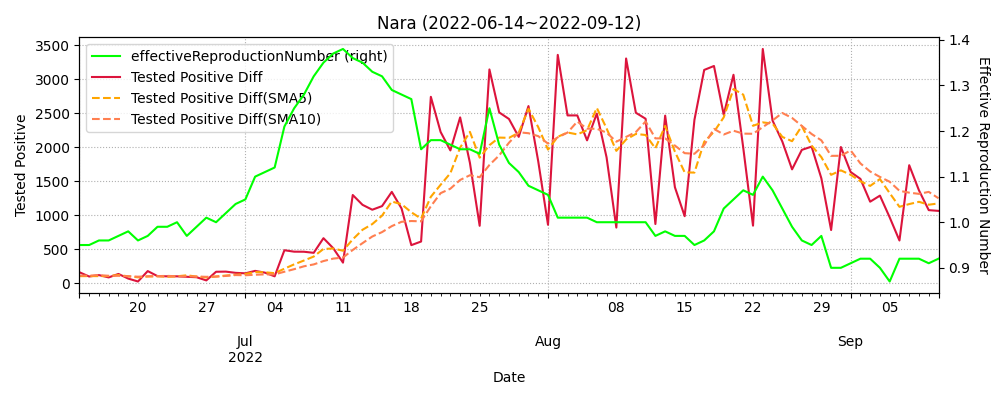 Nara (2022-06-14~2022-09-12)
effectiveReproductionNumber (right)
Tested Positive Diff
Tested Positive Diff(SMA5)
Tested Positive Diff(SMA10)
Tested Positive
3500
3000
2500
2000
1500
1000
500
0
Effective Reproduction Number
1.4
1.3
1.2
1.1
1.0
0.9
20 27 04 11 18 25 08 15 22 29 05
Jul Aug Sep
2022
Date